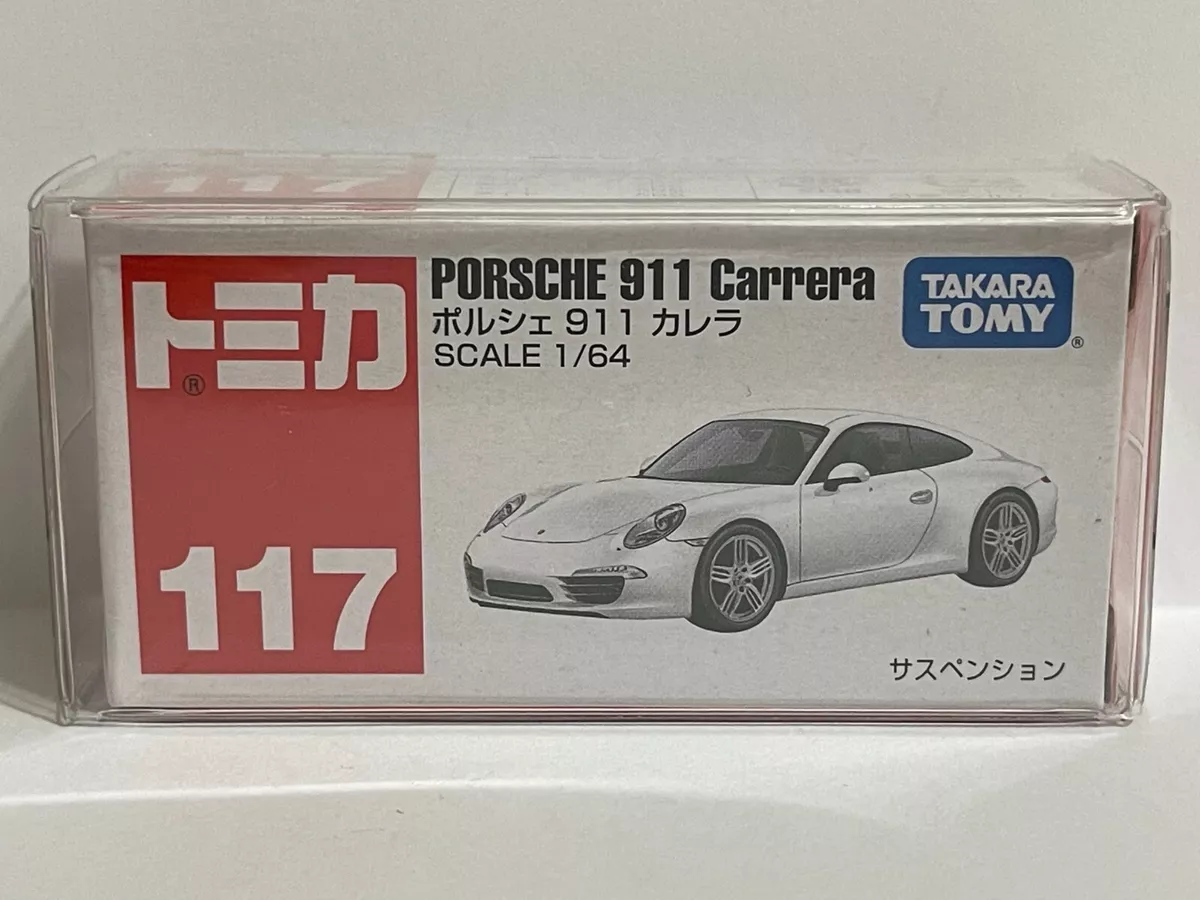 117
トミカ®
117
PORSCHE 911 Carrera
ポルシェ 911 カレラ
SCALE 1/64
TAKARA
TOMY®
サスペンション